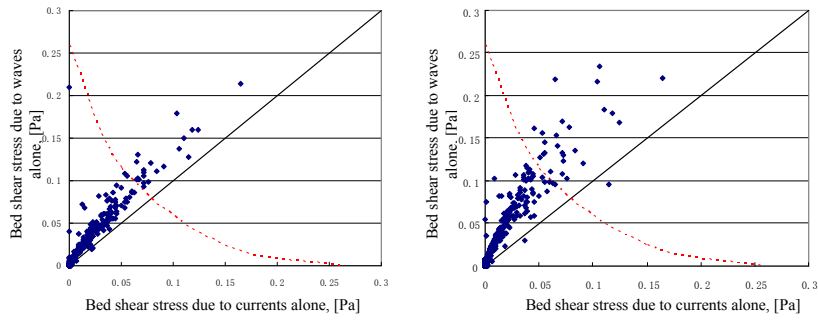 0.3
0.25
0.2
0.15
0.1
0.05
0
Bed shear stress due to waves
alone, [Pa]
0 0.05 0.1 0.15 0.2 0.25 0.3
Bed shear stress due to currents alone, [Pa]
0.3
0.25
0.2
0.15
0.1
0.05
0
Bed shear stress due to waves
alone, [Pa]
0 0.05 0.1 0.15 0.2 0.25 0.3
Bed shear stress due to currents alone, [Pa]